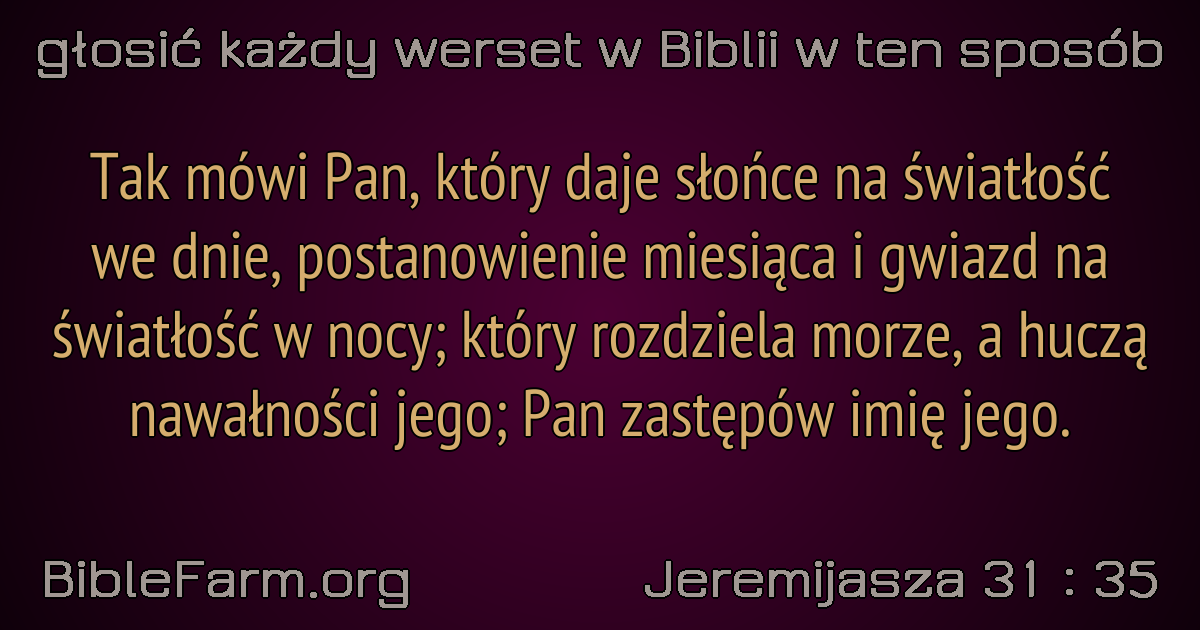 głosić każdy werset w Biblii w ten sposób
Tak mówi Pan, który daje słońce na światłość
we dnie, postanowienie miesiąca i gwiazd na
światłość w nocy; który rozdziela morze, a huczą
nawałności jego; Pan zastępów imię jego.
BibleFarm.org
Jeremijasza 31 : 35